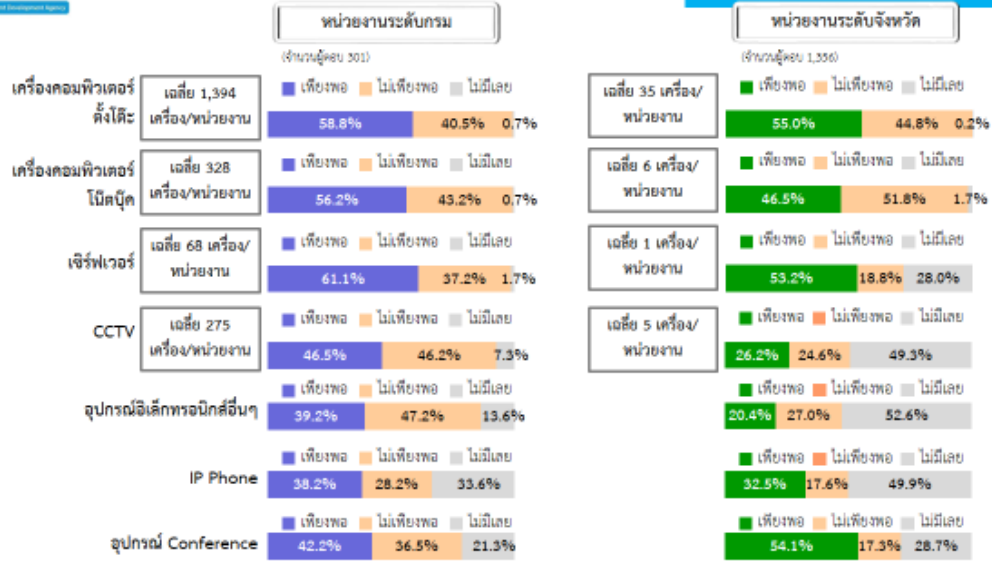 nt Development Agency
หน่วยงานระดับกรม
หน่วยงานระดับจังหวัด
(จำนวนผู้ตอบ 301)
(จำนวนผู้ตอบ 1,356)
เครื่องคอมพิวเตอร์
ตั้งโต๊ะ
เฉลี่ย 1,394
เครื่อง/หน่วยงาน
เพียงพอ ไม่เพียงพอ ไม่มีเลย
58.8% 40.5% 0.7%
เฉลี่ย 35 เครื่อง/
หน่วยงาน
เพียงพอ ไม่เพียงพอ ไม่มีเลย
55.0% 44.8% 0.2%
เครื่องคอมพิวเตอร์
โน๊ตบุ๊ค
เฉลี่ย 328
เครื่อง/หน่วยงาน
เพียงพอ ไม่เพียงพอ ไม่มีเลย
56.2% 43.2% 0.7%
เฉลี่ย 6 เครื่อง/
หน่วยงาน
เพียงพอ ไม่เพียงพอ ไม่มีเลย
46.5% 51.8% 1.7%
เซิร์ฟเวอร์
เฉลี่ย 68 เครื่อง/
หน่วยงาน
เพียงพอ ไม่เพียงพอ ไม่มีเลย
61.1% 37.2% 1.7%
เฉลี่ย 1 เครื่อง/
หน่วยงาน
เพียงพอ ไม่เพียงพอ ไม่มีเลย
53.2% 18.8% 28.0%
CCTV
เฉลี่ย 275
เครื่อง/หน่วยงาน
เพียงพอ ไม่เพียงพอ ไม่มีเลย
46.5% 46.2% 7.3%
เฉลี่ย 5 เครื่อง/
หน่วยงาน
เพียงพอ ไม่เพียงพอ ไม่มีเลย
26.2% 24.6% 49.3%
อุปกรณ์อิเล็กทรอนิกส์อื่นๆ
เพียงพอ ไม่เพียงพอ ไม่มีเลย
39.2% 47.2% 13.6%
เพียงพอ ไม่เพียงพอ ไม่มีเลย
20.4% 27.0% 52.6%
IP Phone
เพียงพอ ไม่เพียงพอ ไม่มีเลย
38.2% 28.2% 33.6%
เพียงพอ ไม่เพียงพอ ไม่มีเลย
32.5% 17.6% 49.9%
อุปกรณ์ Conference
เพียงพอ ไม่เพียงพอ ไม่มีเลย
42.2% 36.5% 21.3%
เพียงพอ ไม่เพียงพอ ไม่มีเลย
54.1% 17.3% 28.7%